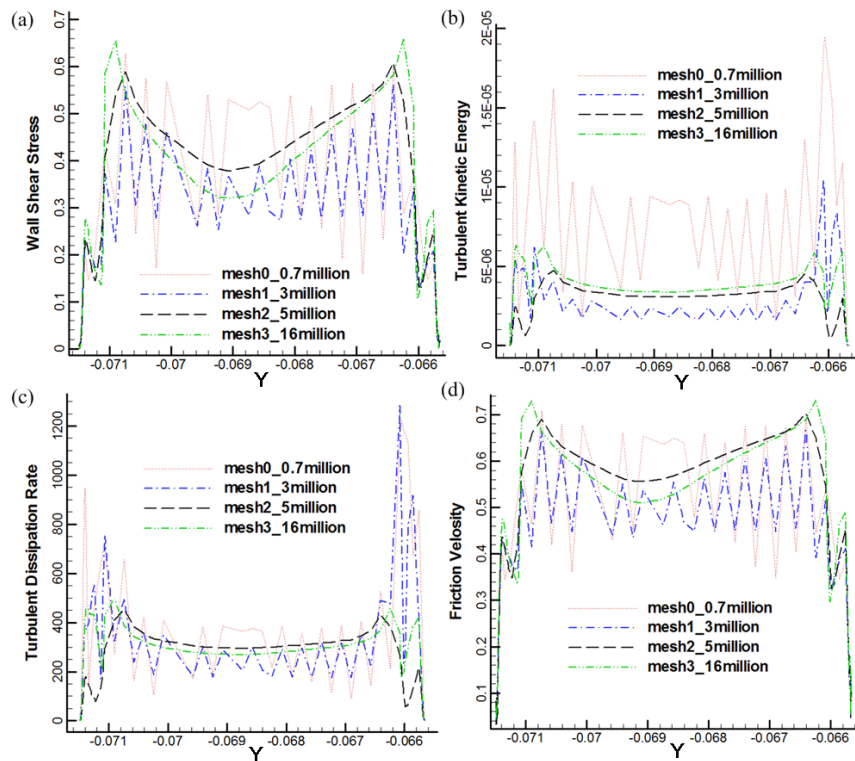 (a)
Wall Shear Stress
0.7
0.6
0.5
0.4
0.3
0.2
0.1
0
mesh0_0.7million
mesh1_3million
mesh2_5million
mesh3_16million
-0.071
-0.07
-0.069
-0.068
-0.067
-0.066
Y
(b)
Turbulent Kinetic Energy
2E-05
1.5E-05
1E-05
5E-06
0
mesh0_0.7million
mesh1_3million
mesh2_5million
mesh3_16million
-0.071
-0.07
-0.069
-0.068
-0.067
-0.066
Y
(c)
Turbulent Dissipation Rate
1200
1000
800
600
400
200
0
mesh0_0.7million
mesh1_3million
mesh2_5million
mesh3_16million
-0.071
-0.07
-0.069
-0.068
-0.067
-0.066
Y
(d)
Friction Velocity
0.7
0.6
0.5
0.4
0.3
0.2
0.1
mesh0_0.7million
mesh1_3million
mesh2_5million
mesh3_16million
-0.071
-0.07
-0.069
-0.068
-0.067
-0.066
Y